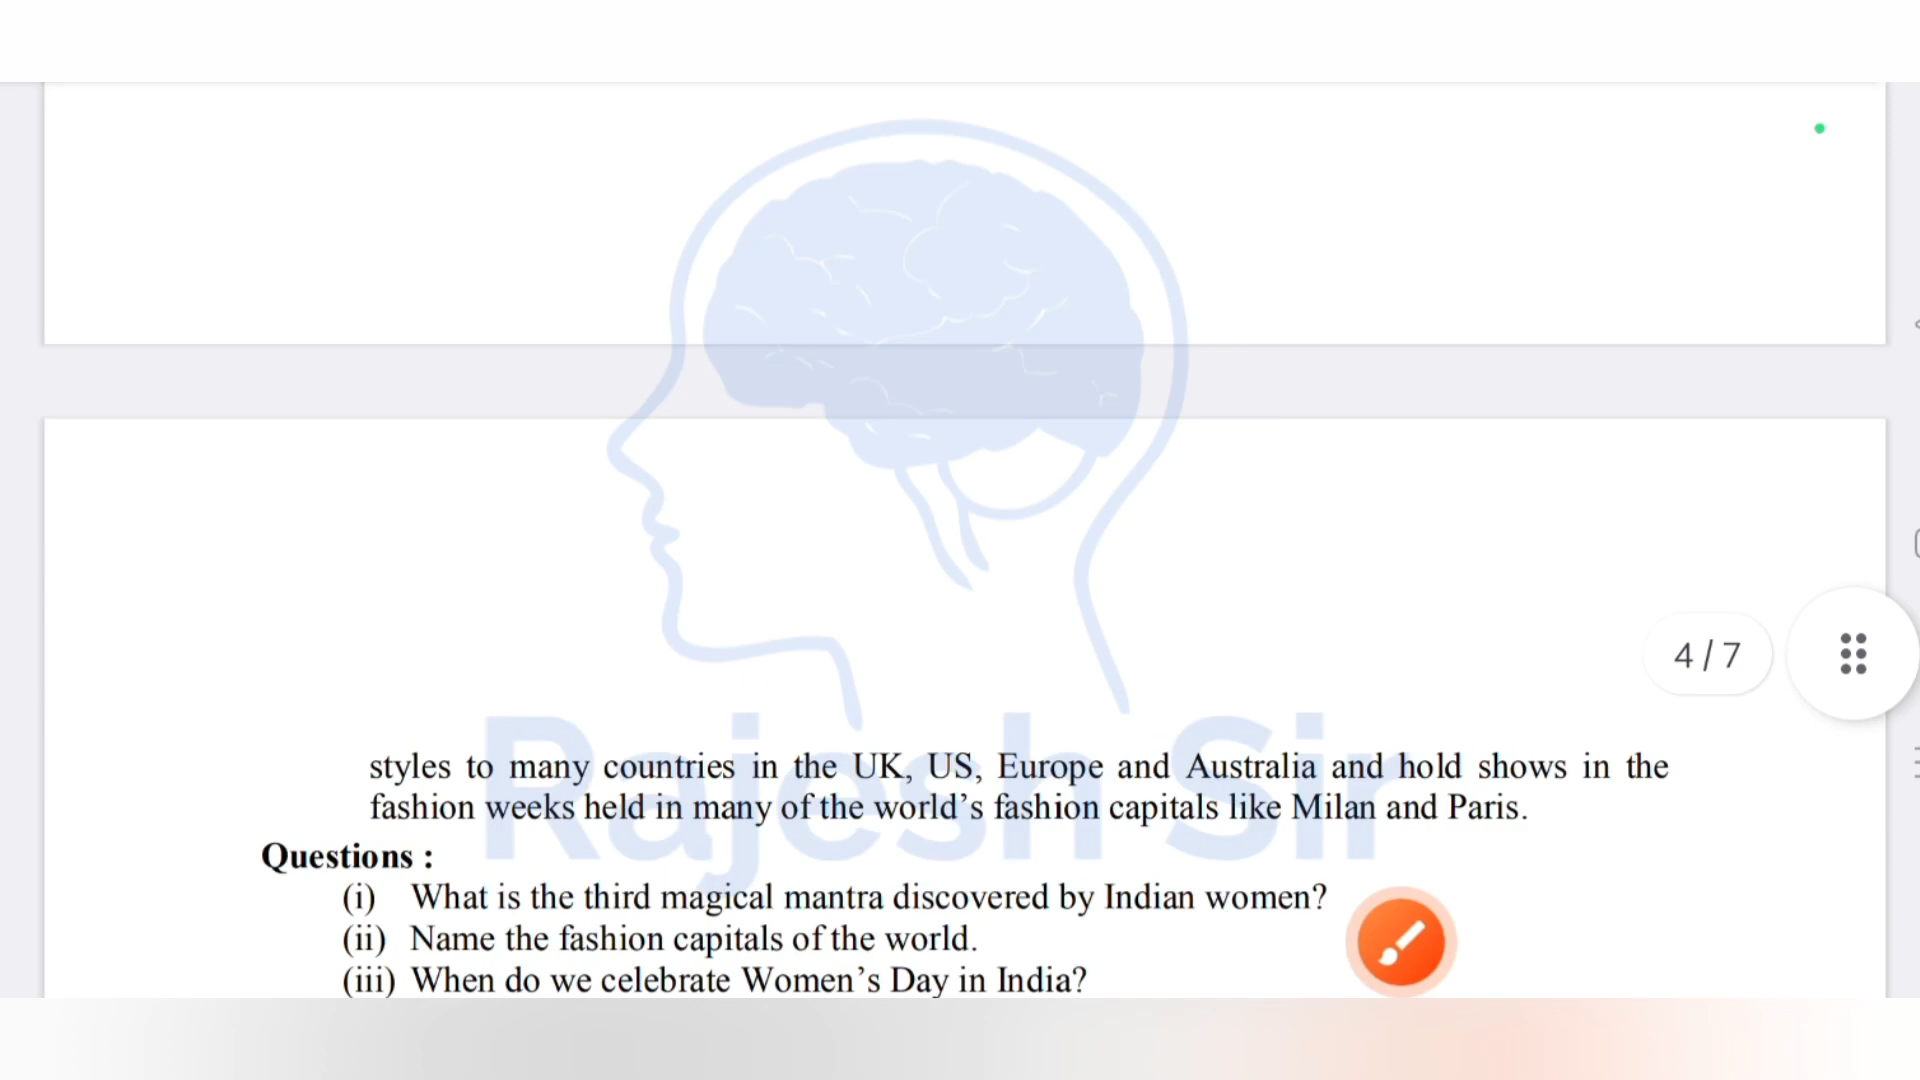 4 / 7
Rajesh Sir
styles to many countries in the UK, US, Europe and Australia and hold shows in the
fashion weeks held in many of the world’s fashion capitals like Milan and Paris.
Questions :
(i) What is the third magical mantra discovered by Indian women?
(ii) Name the fashion capitals of the world.
(iii) When do we celebrate Women’s Day in India?